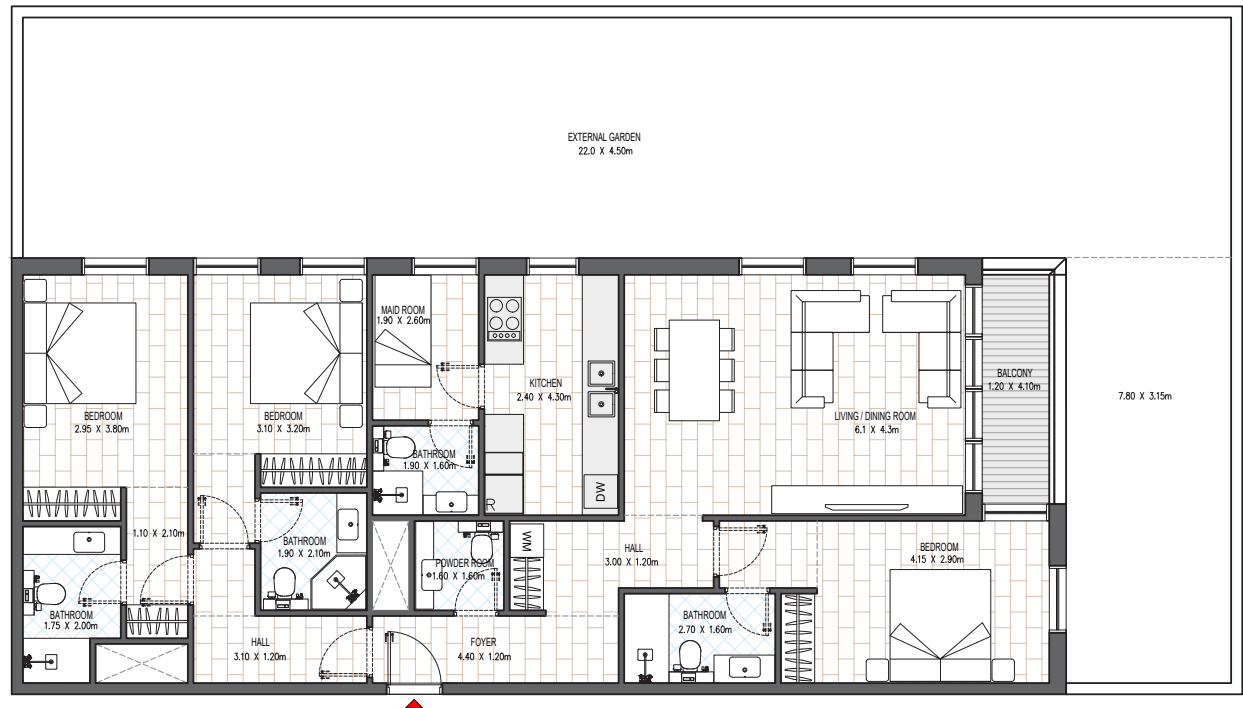 EXTERNAL GARDEN
22.0 X 4.50m
MAID ROOM
1.90 X 2.60m
BALCONY
1.20 X 4.10m
KITCHEN
2.40 X 4.30m
7.80 X 3.15m
BEDROOM
2.95 X 3.80m
BEDROOM
3.10 X 3.20m
LIVING / DINING ROOM
6.1 X 4.3m
BATHROOM
1.90 X 1.60m
DW
R
1.10 X 2.10m
BATHROOM
1.90 X 2.10m
WM
HALL
3.00 X 1.20m
BEDROOM
4.15 X 2.90m
POWDER ROOM
1.60 X 1.60m
BATHROOM
1.75 X 2.00m
BATHROOM
2.70 X 1.60m
HALL
3.10 X 1.20m
FOYER
4.40 X 1.20m